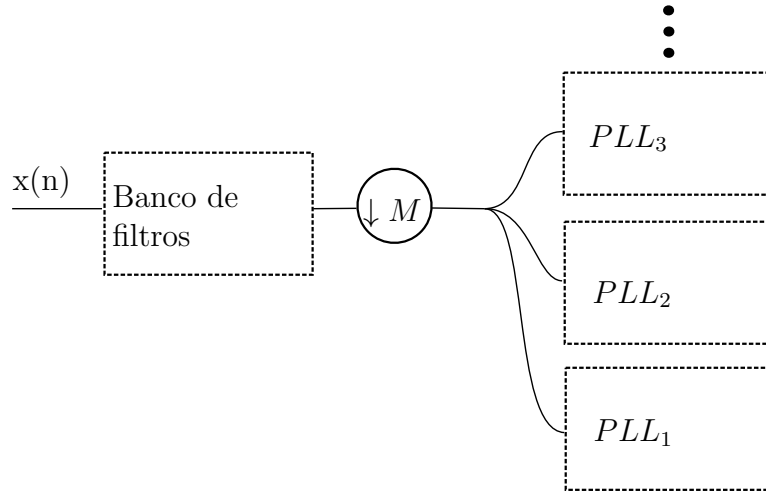 x(n)
Banco de
filtros
↓ M
PLL₃
PLL₂
PLL₁